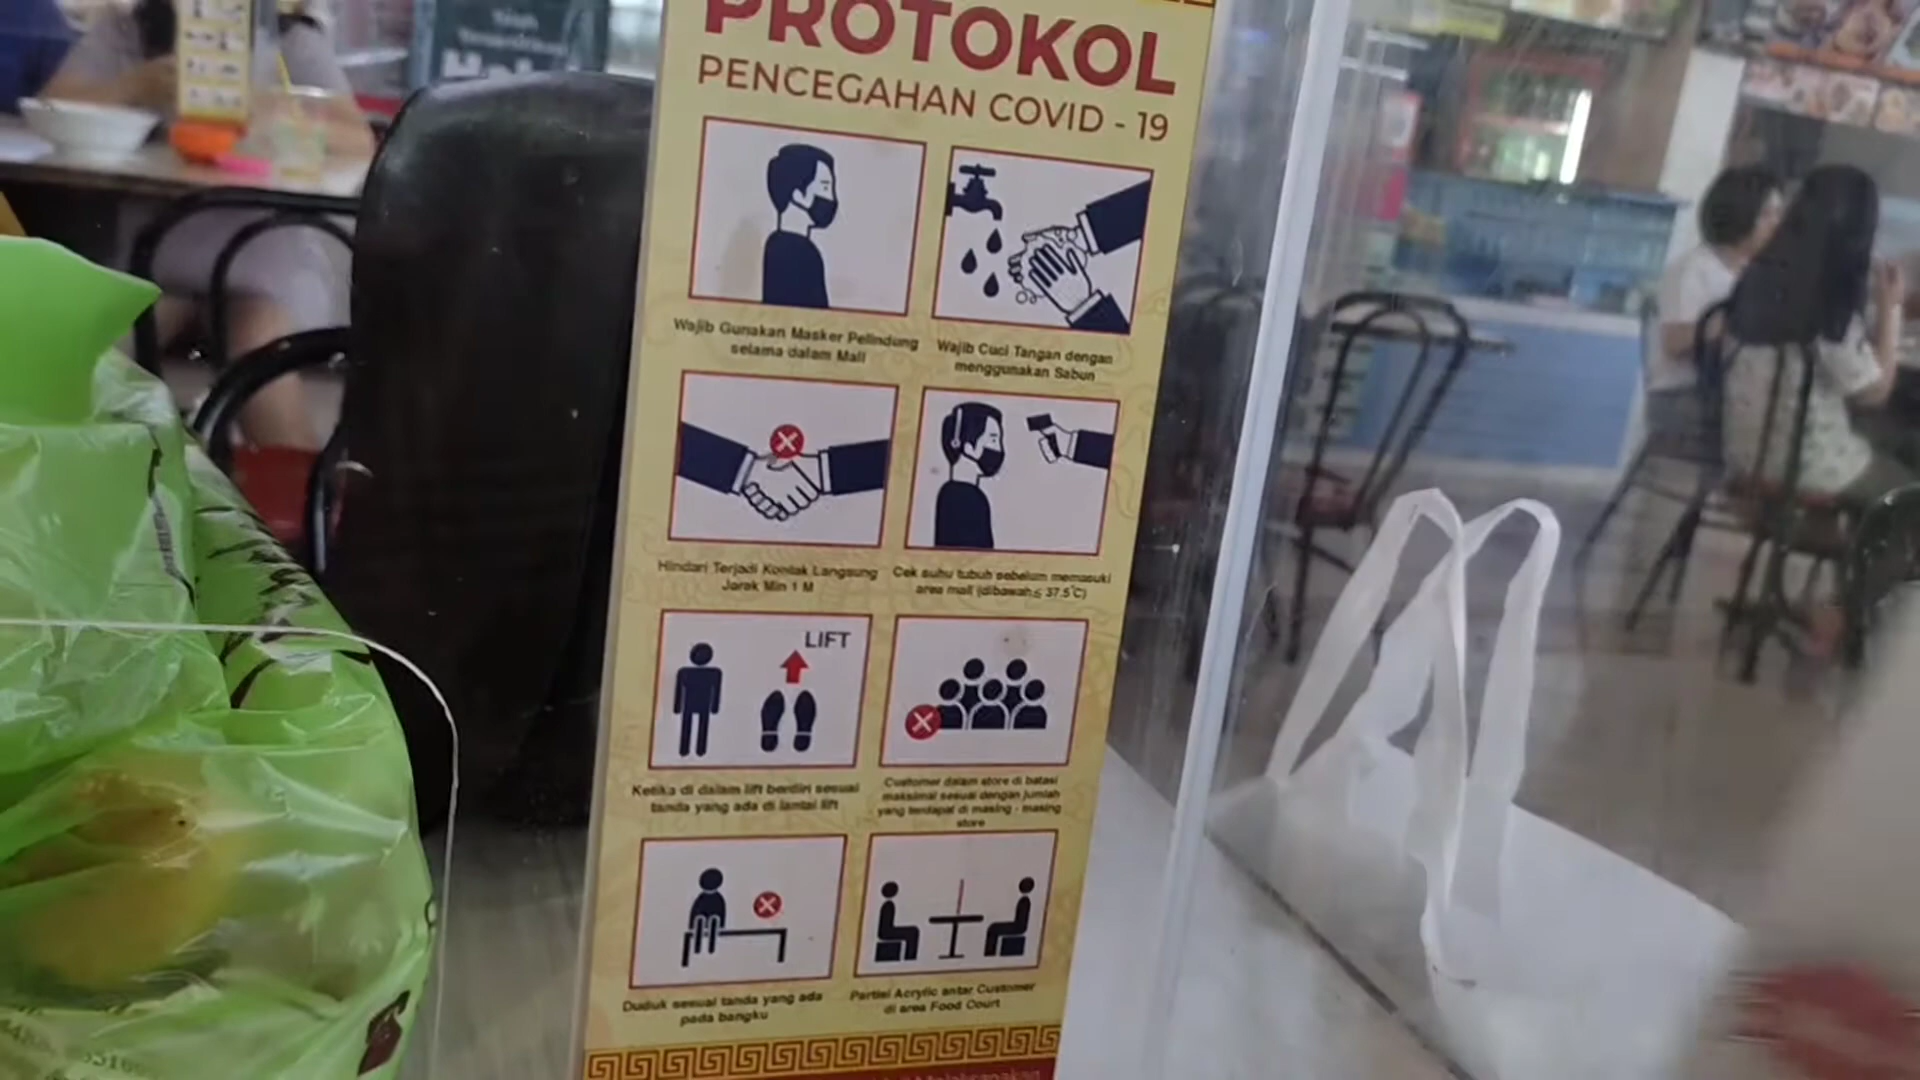 PROTOKOL
PENCEGAHAN COVID - 19
Wajib Gunakan Masker Pelindung
selama dalam Mall
Wajib Cuci Tangan dengan
menggunakan Sabun
Hindari Terjadi Kontak Langsung
Jarak Min 1 M
Cek suhu tubuh sebelum memasuki
area mall (dibawah ≤ 37.5°C)
LIFT
Ketika di dalam lift berdiri sesuai
tanda yang ada di lantai lift
Customer dalam store di batasi
maksimal sesuai dengan jumlah
yang terdapat di masing - masing
store
Duduk sesuai tanda yang ada
pada bangku
Partisi Acrylic antar Customer
di area Food Court